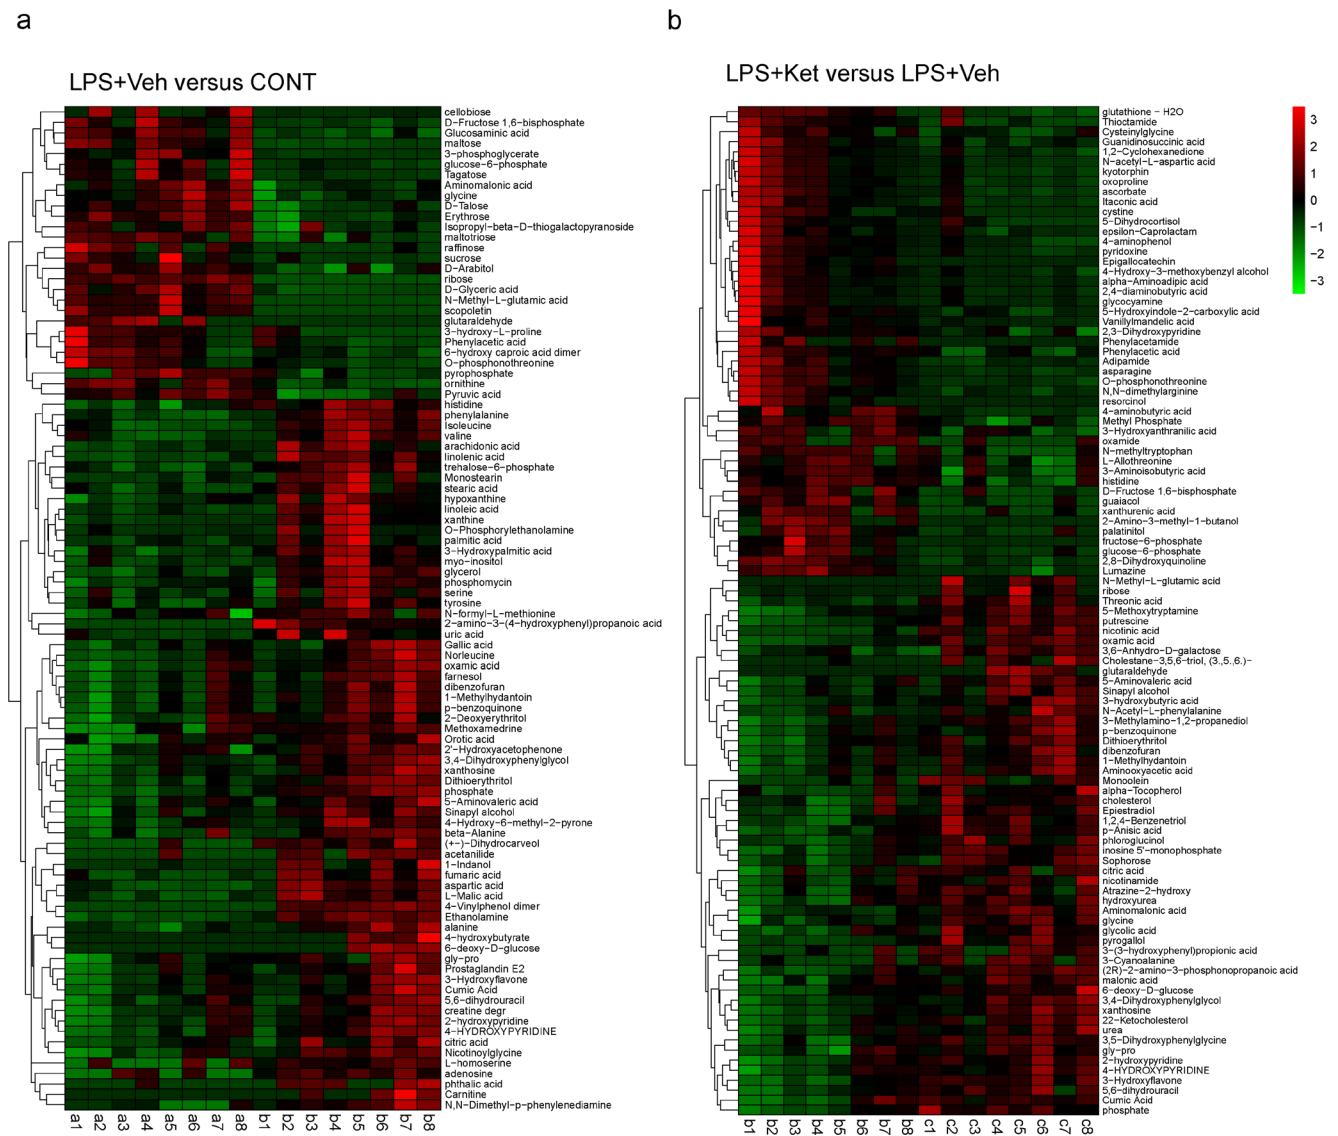 a
LPS+Veh versus CONT
cellobiose
D−Fructose 1,6−bisphosphate
Glucosaminic acid
maltose
3−phosphoglycerate
glucose−6−phosphate
Tagatose
Aminomalonic acid
glycine
D−Talose
Erythrose
Isopropyl−beta−D−thiogalactopyranoside
maltotriose
raffinose
sucrose
D−Arabitol
ribose
D−Glyceric acid
N−Methyl−L−glutamic acid
scopoletin
glutaraldehyde
3−hydroxy−L−proline
Phenylacetic acid
6−hydroxy caproic acid dimer
O−phosphonothreonine
pyrophosphate
ornithine
Pyruvic acid
histidine
phenylalanine
Isoleucine
valine
arachidonic acid
linolenic acid
trehalose−6−phosphate
Monostearin
stearic acid
hypoxanthine
linoleic acid
xanthine
O−Phosphorylethanolamine
palmitic acid
3−Hydroxypalmitic acid
myo−inositol
glycerol
phosphomycin
serine
tyrosine
N−formyl−L−methionine
2−amino−3−(4−hydroxyphenyl)propanoic acid
uric acid
Gallic acid
Norleucine
oxamic acid
farnesol
dibenzofuran
1−Methylhydantoin
p−benzoquinone
2−Deoxyerythritol
Methoxamedrine
Orotic acid
2'−Hydroxyacetophenone
3,4−Dihydroxyphenylglycol
xanthosine
Dithioerythritol
phosphate
5−Aminovaleric acid
Sinapyl alcohol
4−Hydroxy−6−methyl−2−pyrone
beta−Alanine
(+−)−Dihydrocarveol
acetanilide
1−Indanol
fumaric acid
aspartic acid
L−Malic acid
4−Vinylphenol dimer
Ethanolamine
alanine
4−hydroxybutyrate
6−deoxy−D−glucose
gly−pro
Prostaglandin E2
3−Hydroxyflavone
Cumic Acid
5,6−dihydrouracil
creatine degr
2−hydroxypyridine
4−HYDROXYPYRIDINE
citric acid
Nicotinoylglycine
L−homoserine
adenosine
phthalic acid
Carnitine
N,N−Dimethyl−p−phenylenediamine
a1 a2 a3 a4 a5 a6 a7 a8 b1 b2 b3 b4 b5 b6 b7 b8
b
LPS+Ket versus LPS+Veh
glutathione − H2O
Thioctamide
Cysteinylglycine
Guanidinosuccinic acid
1,2−Cyclohexanedione
N−acetyl−L−aspartic acid
kyotorphin
oxoproline
ascorbate
Itaconic acid
cystine
5−Dihydrocortisol
epsilon−Caprolactam
4−aminophenol
pyridoxine
Epigallocatechin
4−Hydroxy−3−methoxybenzyl alcohol
alpha−Aminoadipic acid
2,4−diaminobutyric acid
glycocyamine
5−Hydroxyindole−2−carboxylic acid
Vanillylmandelic acid
2,3−Dihydroxypyridine
Phenylacetamide
Phenylacetic acid
Adipamide
asparagine
O−phosphonothreonine
N,N−dimethylarginine
resorcinol
4−aminobutyric acid
Methyl Phosphate
3−Hydroxyanthranilic acid
oxamide
N−methyltryptophan
L−Allothreonine
3−Aminoisobutyric acid
histidine
D−Fructose 1,6−bisphosphate
guaiacol
xanthurenic acid
2−Amino−3−methyl−1−butanol
palatinitol
fructose−6−phosphate
glucose−6−phosphate
2,8−Dihydroxyquinoline
Lumazine
N−Methyl−L−glutamic acid
ribose
Threonic acid
5−Methoxytryptamine
putrescine
nicotinic acid
oxamic acid
3,6−Anhydro−D−galactose
Cholestane−3,5,6−triol, (3.,5.,6.)−
glutaraldehyde
5−Aminovaleric acid
Sinapyl alcohol
3−hydroxybutyric acid
N−Acetyl−L−phenylalanine
3−Methylamino−1,2−propanediol
p−benzoquinone
Dithioerythritol
dibenzofuran
1−Methylhydantoin
Aminooxyacetic acid
Monoolein
alpha−Tocopherol
cholesterol
Epiestradiol
1,2,4−Benzenetriol
p−Anisic acid
phloroglucinol
inosine 5'−monophosphate
Sophorose
citric acid
nicotinamide
Atrazine−2−hydroxy
hydroxyurea
Aminomalonic acid
glycine
glycolic acid
pyrogallol
3−(3−hydroxyphenyl)propionic acid
3−Cyanoalanine
(2R)−2−amino−3−phosphonopropanoic acid
malonic acid
6−deoxy−D−glucose
3,4−Dihydroxyphenylglycol
xanthosine
22−Ketocholesterol
urea
3,5−Dihydroxyphenylglycine
gly−pro
2−hydroxypyridine
4−HYDROXYPYRIDINE
3−Hydroxyflavone
5,6−dihydrouracil
Cumic Acid
phosphate
b1 b2 b3 b4 b5 b6 b7 b8 c1 c2 c3 c4 c5 c6 c7 c8
3
2
1
0
−1
−2
−3